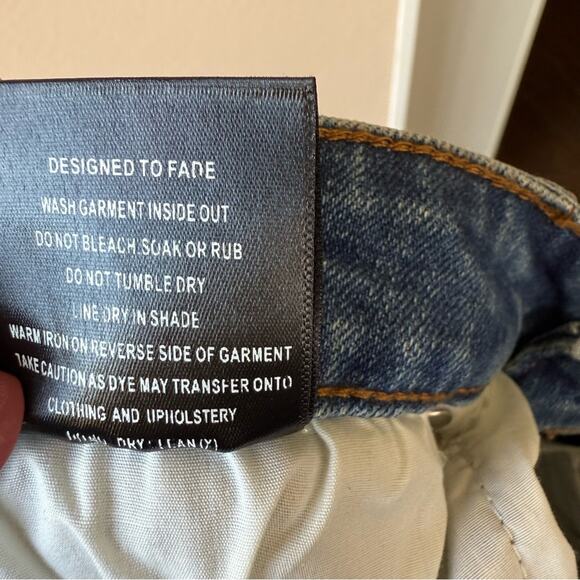 DESIGNED TO FADE
WASH GARMENT INSIDE OUT
DO NOT BLEACH, SOAK OR RUB
DO NOT TUMBLE DRY
LINE DRY IN SHADE
WARM IRON ON REVERSE SIDE OF GARMENT
TAKE CAUTION AS DYE MAY TRANSFER ONTO
CLOTHING AND UPHOLSTERY
DRY CLEAN